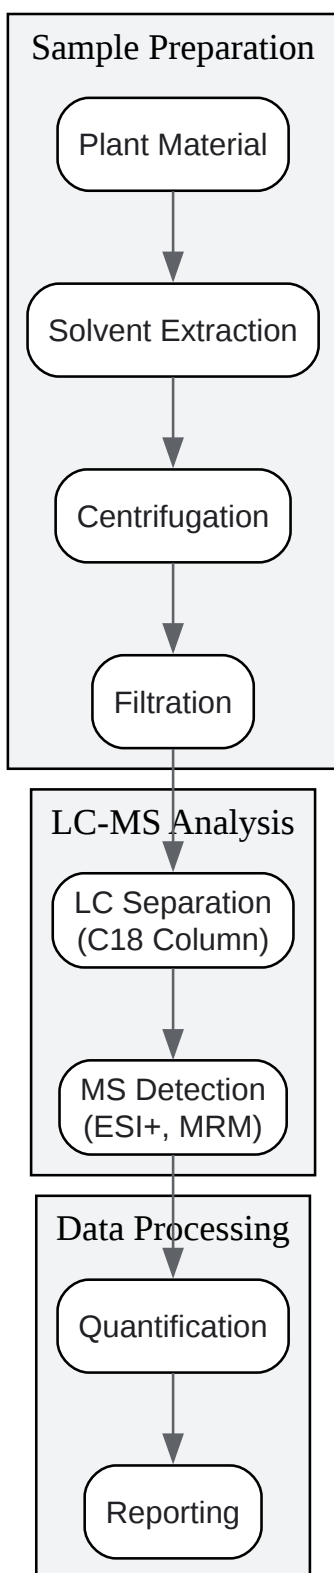 Sample Preparation
Plant Material
Solvent Extraction
Centrifugation
Filtration
LC-MS Analysis
LC Separation
(C18 Column)
MS Detection
(ESI+, MRM)
Data Processing
Quantification
Reporting